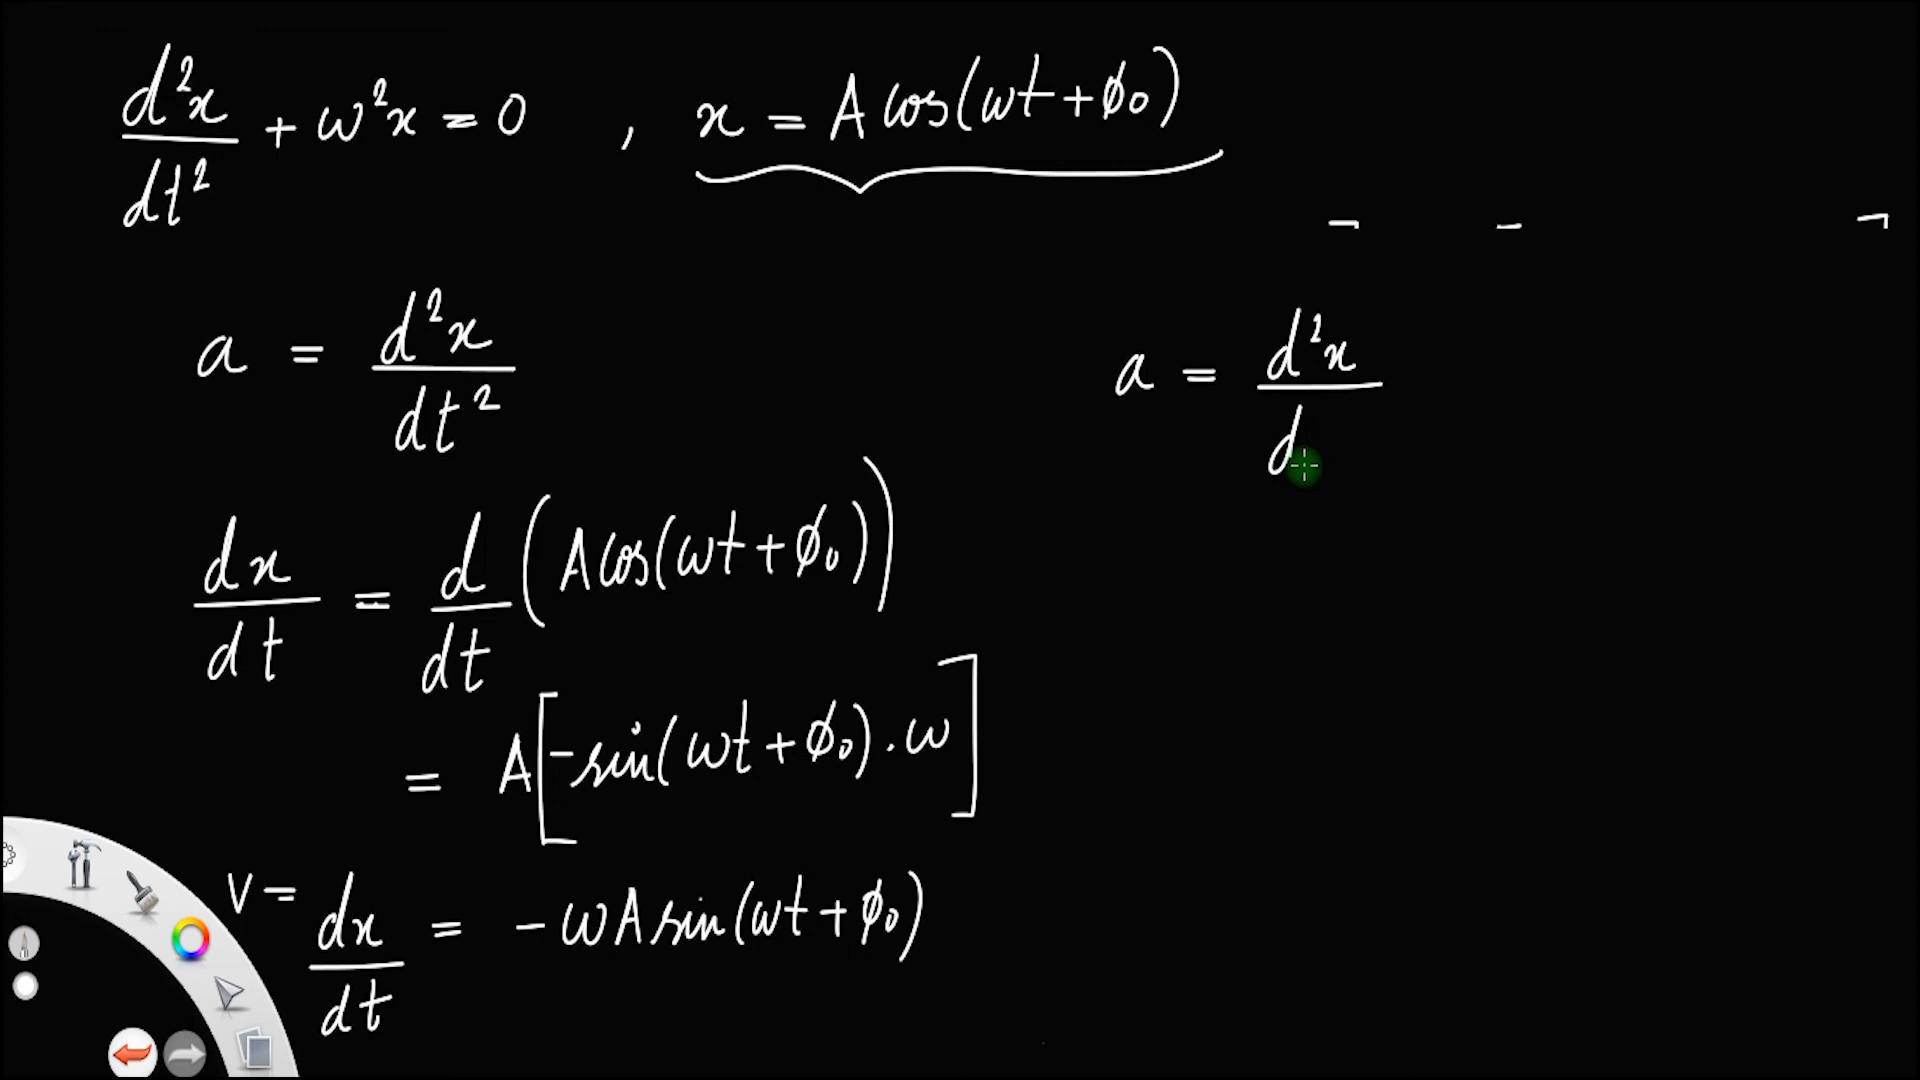 d²x/dt² + ω²x = 0 , x = A cos(ωt + ϕ₀)
a = d²x/dt²
dx/dt = d/dt (A cos(ωt + ϕ₀))
= A[-sin(ωt + ϕ₀) . ω]
v = dx/dt = -ωA sin(ωt + ϕ₀)
a = d²x/d